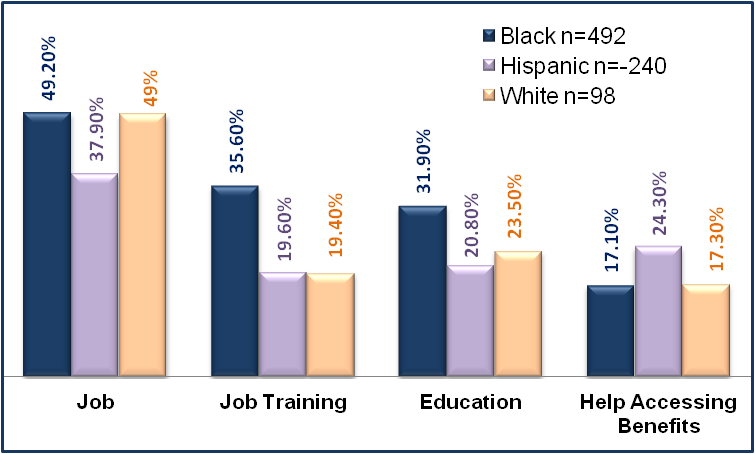 Black n=492
Hispanic n=-240
White n=98
49.20%
37.90%
49%
35.60%
19.60%
19.40%
31.90%
20.80%
23.50%
17.10%
24.30%
17.30%
Job
Job Training
Education
Help Accessing
Benefits